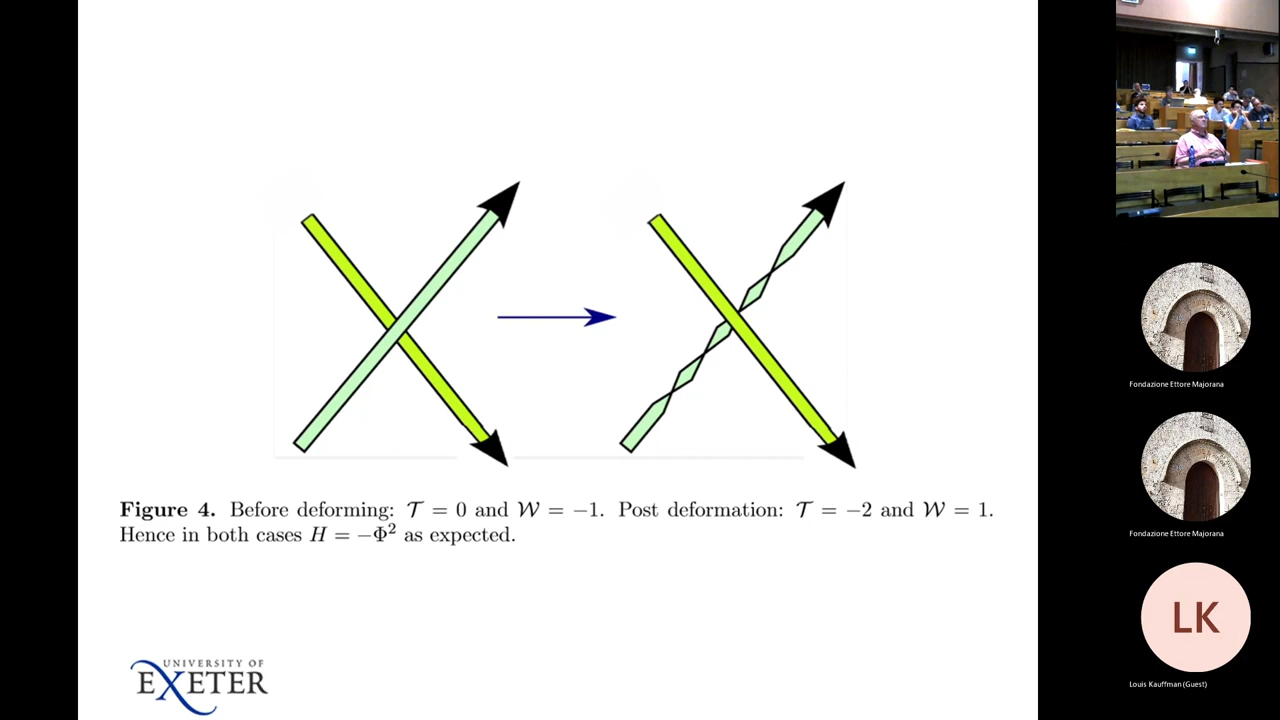 Figure 4. Before deforming: 𝒯 = 0 and 𝒲 = −1. Post deformation: 𝒯 = −2 and 𝒲 = 1.
Hence in both cases H = −Φ² as expected.
UNIVERSITY OF
EXETER
Fondazione Ettore Majorana
Fondazione Ettore Majorana
LK
Louis Kauffman (Guest)